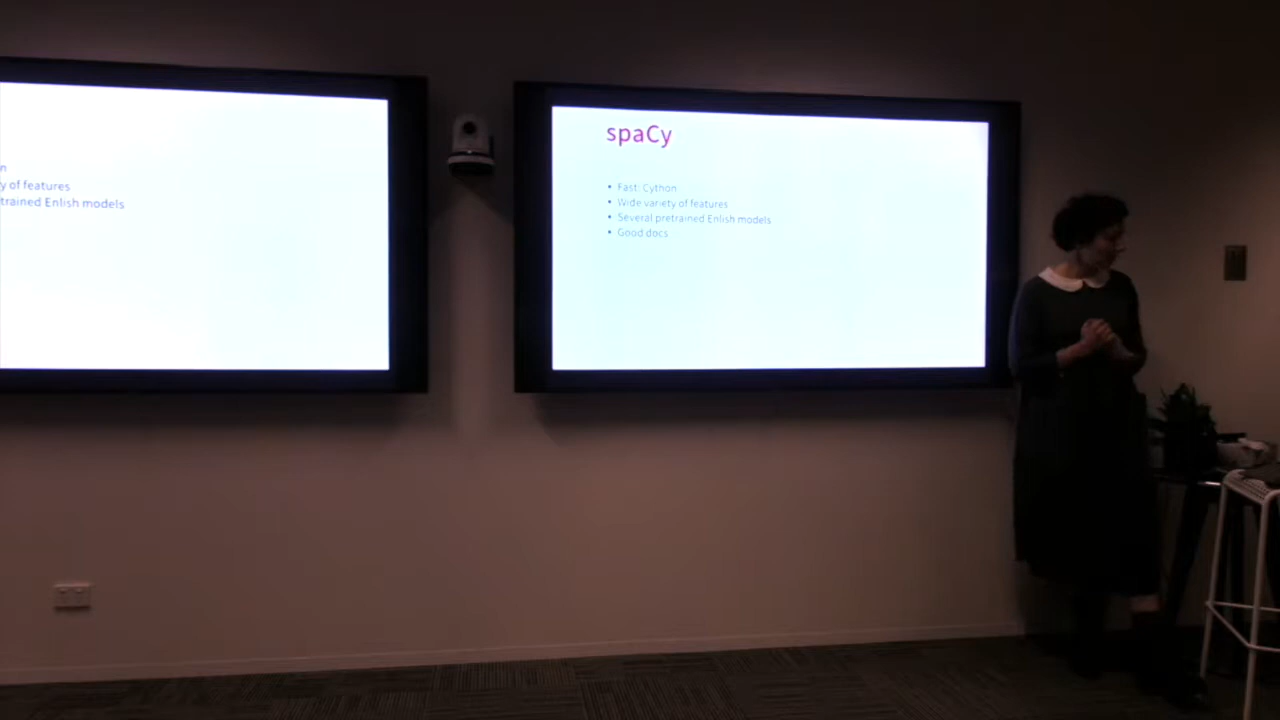 n
y of features
trained Enlish models
spaCy
• Fast: Cython
• Wide variety of features
• Several pretrained Enlish models
• Good docs